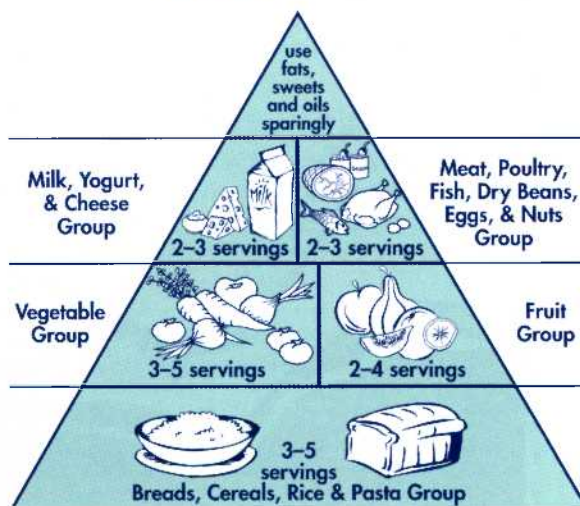 use
fats,
sweets
and oils
sparingly
Milk, Yogurt,
& Cheese
Group
Milk
2–3 servings
2–3 servings
Meat, Poultry,
Fish, Dry Beans,
Eggs, & Nuts
Group
Vegetable
Group
3–5 servings
2–4 servings
Fruit
Group
3–5
servings
Breads, Cereals, Rice & Pasta Group